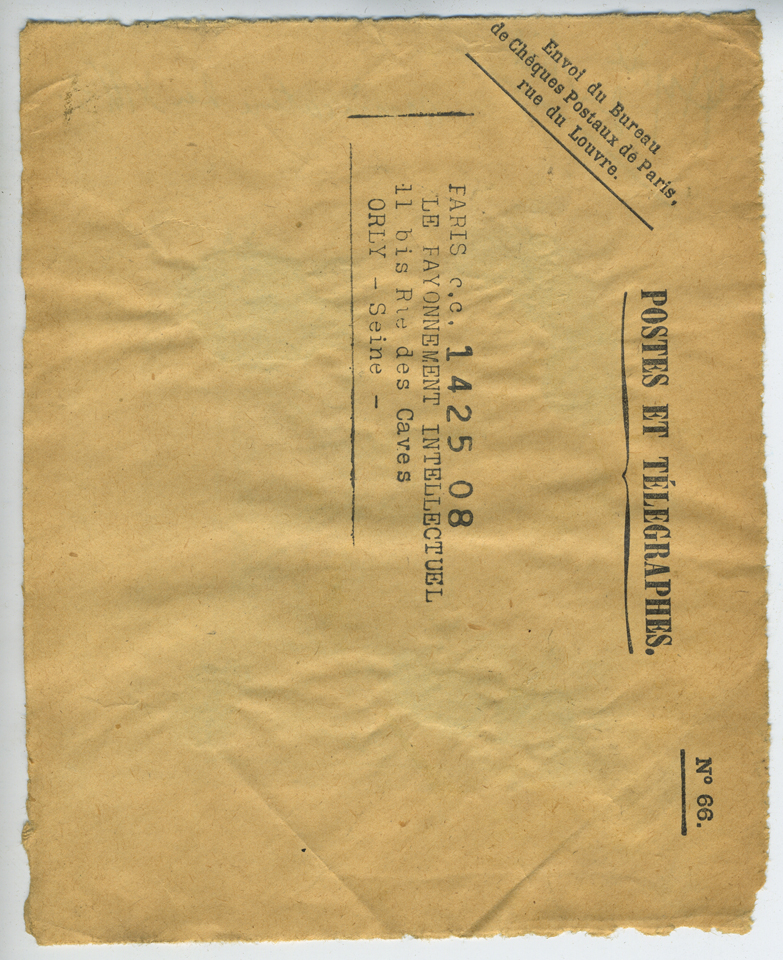 Envoi du Bureau
de Chèques Postaux de Paris,
rue du Louvre.
POSTES ET TÉLÉGRAPHES.
N° 66.
PARIS c.c. 1425 08
LE RAYONNEMENT INTELLECTUEL
11 bis Rue des Caves
ORLY - Seine -